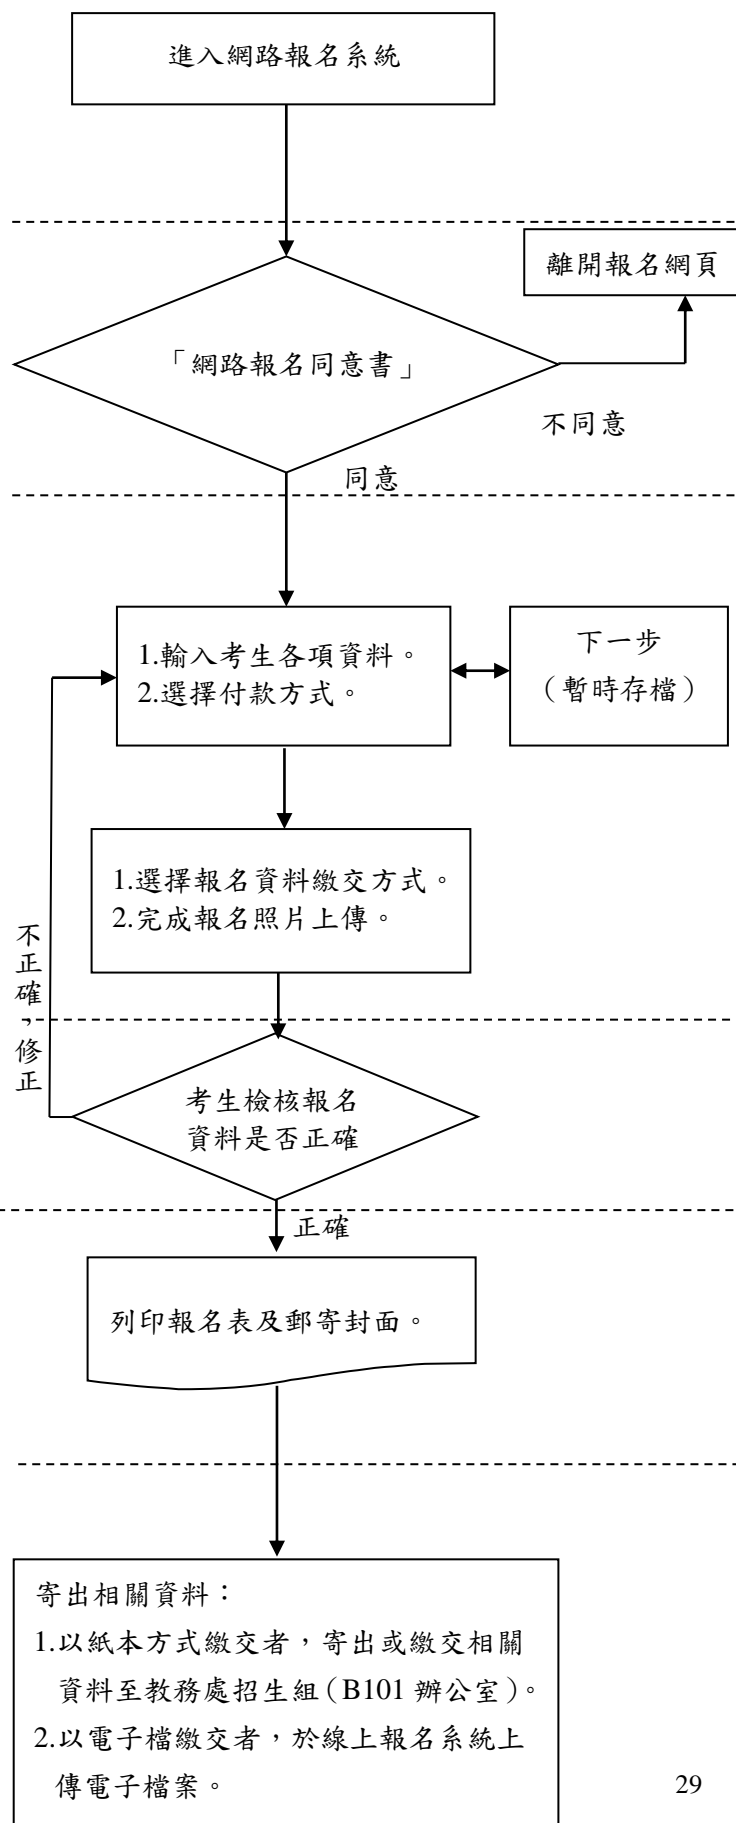 進入網路報名系統
離開報名網頁
「網路報名同意書」
不同意
同意
1.輸入考生各項資料。
2.選擇付款方式。
下一步
（暫時存檔）
1.選擇報名資料繳交方式。
2.完成報名照片上傳。
不正確，修正
考生檢核報名
資料是否正確
正確
列印報名表及郵寄封面。
寄出相關資料：
1.以紙本方式繳交者，寄出或繳交相關
資料至教務處招生組（B101 辦公室）。
2.以電子檔繳交者，於線上報名系統上
傳電子檔案。
29